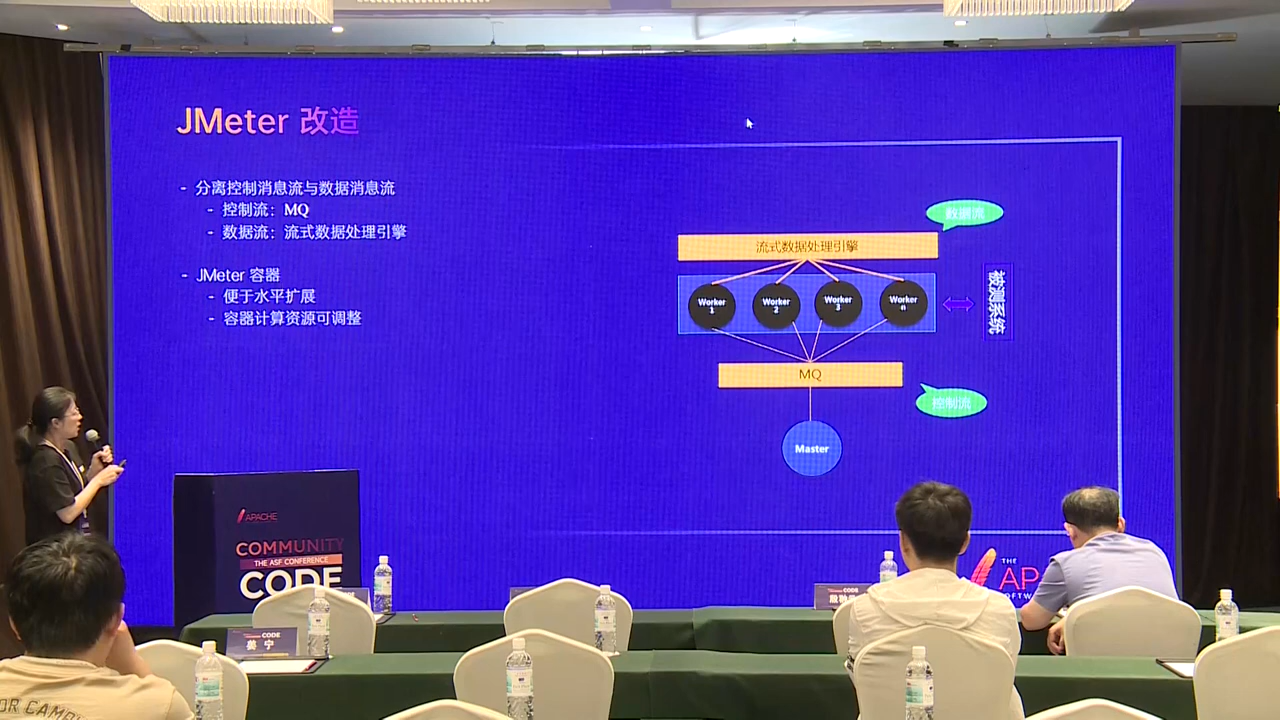 JMeter 改造
- 分离控制消息流与数据消息流
- 控制流：MQ
- 数据流：流式数据处理引擎
- JMeter 容器
- 便于水平扩展
- 容器计算资源可调整
数据流
流式数据处理引擎
Worker
1
Worker
2
Worker
3
Worker
n
被测系统
MQ
控制流
Master
APACHE
COMMUNITY
THE ASF CONFERENCE
CODE
THE
CODE
CODE
姜 宁